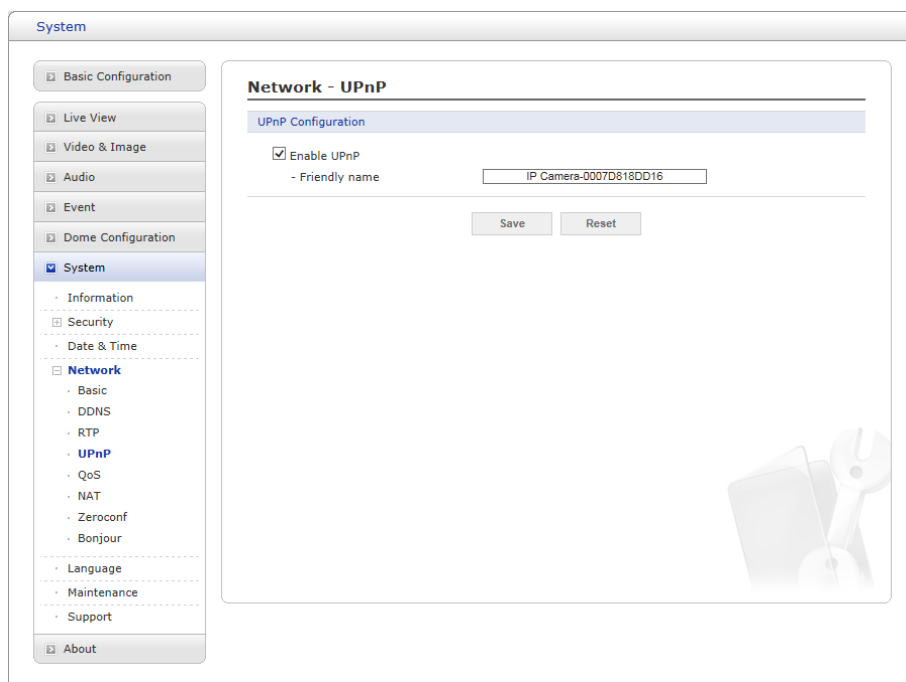 System
Basic Configuration
Live View
Video & Image
Audio
Event
Dome Configuration
System
Information
Security
Date & Time
Network
Basic
DDNS
RTP
UPnP
QoS
NAT
Zeroconf
Bonjour
Language
Maintenance
Support
About
Network - UPnP
UPnP Configuration
Enable UPnP
- Friendly name IP Camera-0007D818DD16
Save Reset